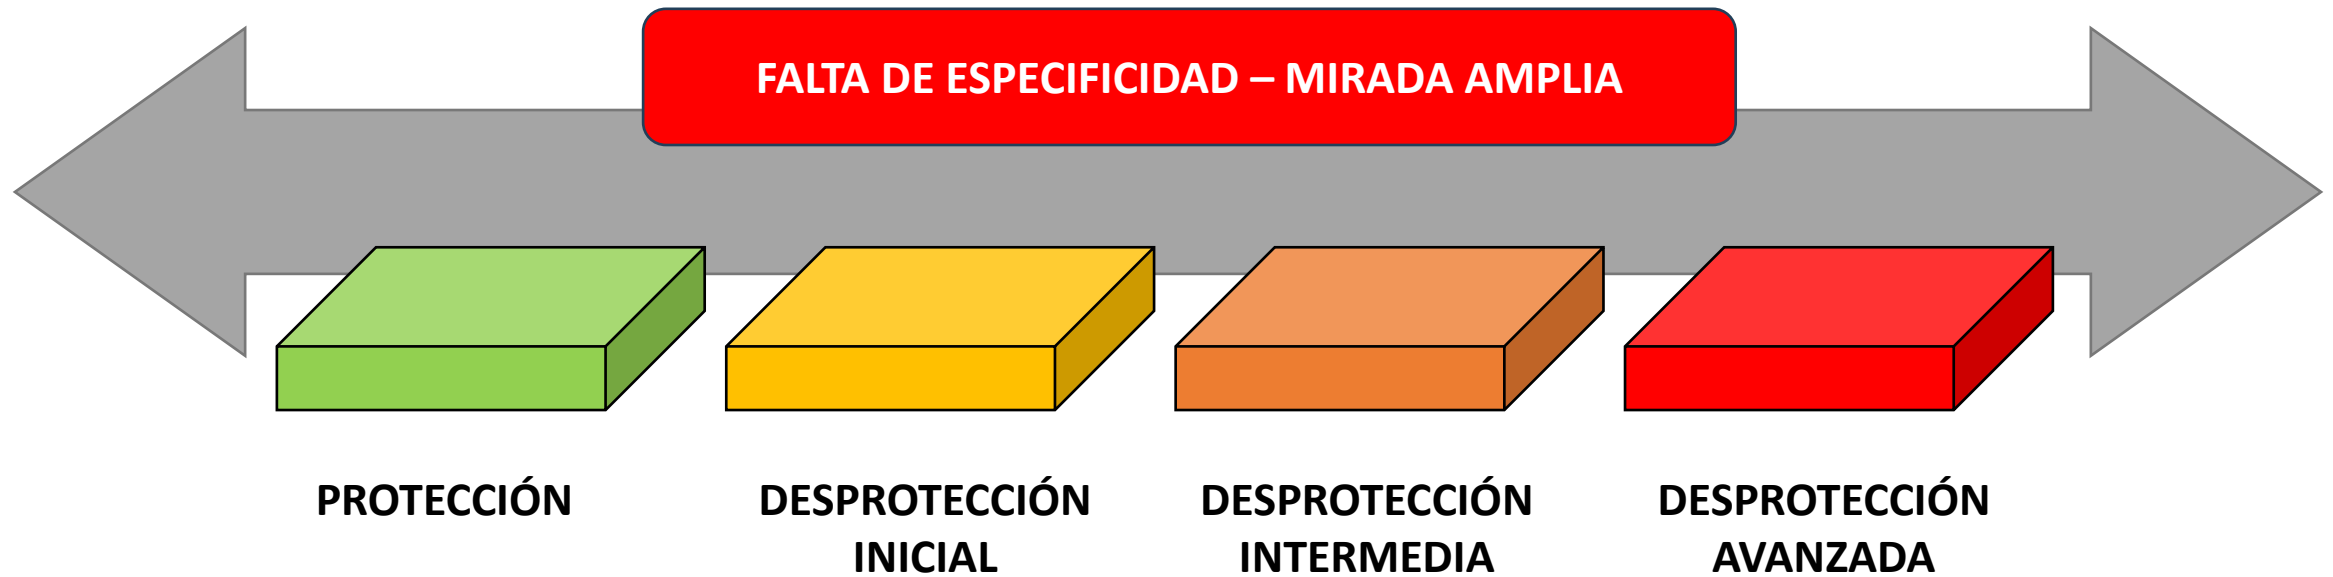 FALTA DE ESPECIFICIDAD – MIRADA AMPLIA
PROTECCIÓN
DESPROTECCIÓN
INICIAL
DESPROTECCIÓN
INTERMEDIA
DESPROTECCIÓN
AVANZADA